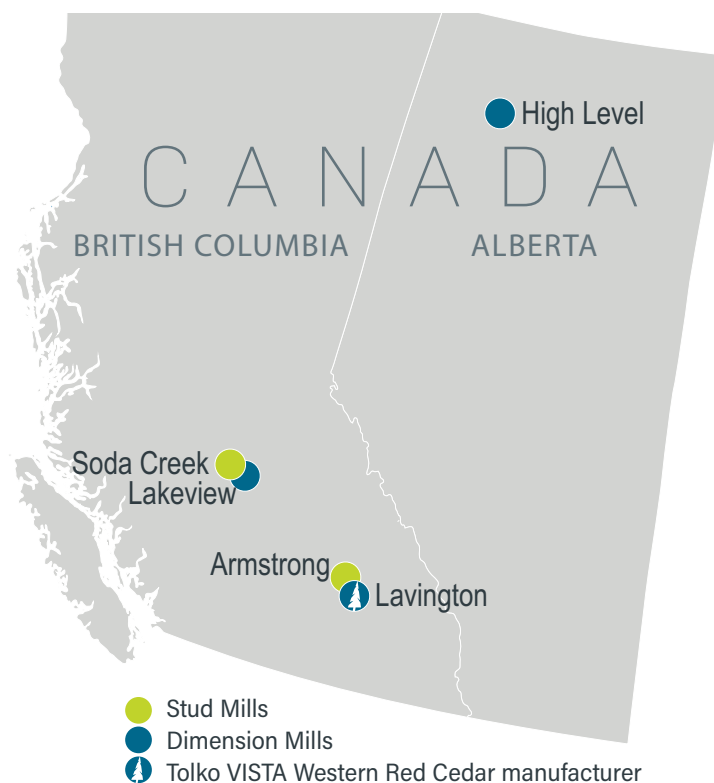 High Level
CANADA
BRITISH COLUMBIA
ALBERTA
Soda Creek
Lakeview
Armstrong
Lavington
Stud Mills
Dimension Mills
Tolko VISTA Western Red Cedar manufacturer